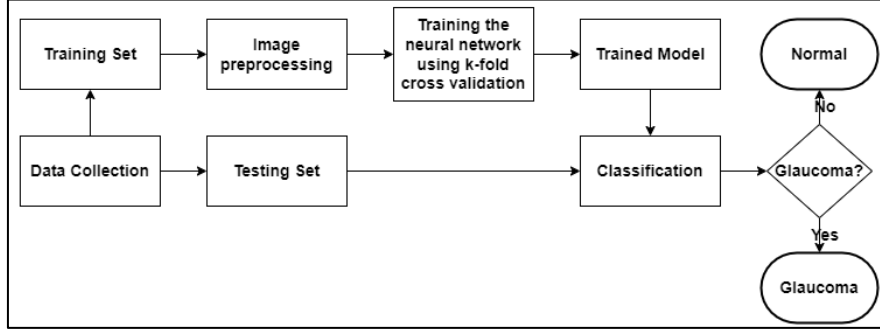 Training Set
Image
preprocessing
Training the
neural network
using k-fold
cross validation
Trained Model
Normal
No
Data Collection
Testing Set
Classification
Glaucoma?
Yes
Glaucoma